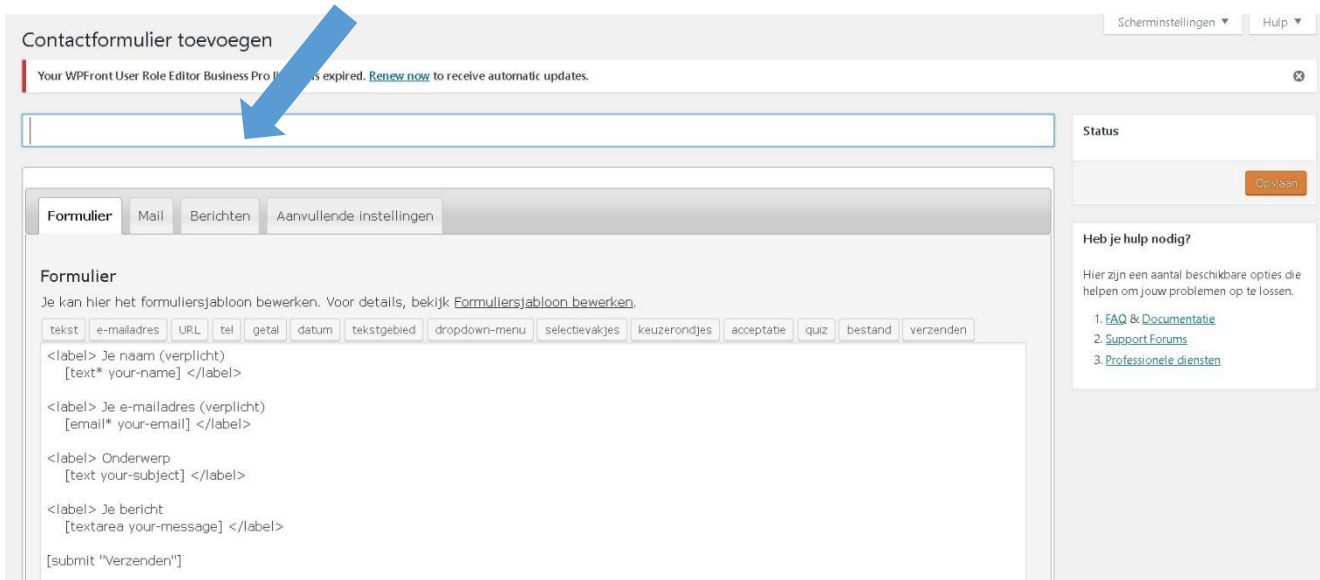 Scherminstellingen ▼ Hulp ▼
Contactformulier toevoegen
Your WPFront User Role Editor Business Pro li s expired. Renew now to receive automatic updates.
Status
Opslaan
Formulier Mail Berichten Aanvullende instellingen
Heb je hulp nodig?
Hier zijn een aantal beschikbare opties die
helpen om jouw problemen op te lossen.
1. FAQ & Documentatie
2. Support Forums
3. Professionele diensten
Formulier
Je kan hier het formuliersjabloon bewerken. Voor details, bekijk Formuliersjabloon bewerken.
tekst e-mailadres URL tel getal datum tekstgebied dropdown-menu selectievakjes keuzerondjes acceptatie quiz bestand verzenden
<label> Je naam (verplicht)
[text* your-name] </label>
<label> Je e-mailadres (verplicht)
[email* your-email] </label>
<label> Onderwerp
[text your-subject] </label>
<label> Je bericht
[textarea your-message] </label>
[submit "Verzenden"]